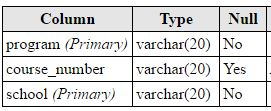 Column Type Null
program (Primary) varchar(20) No
course_number varchar(20) Yes
school (Primary) varchar(20) No